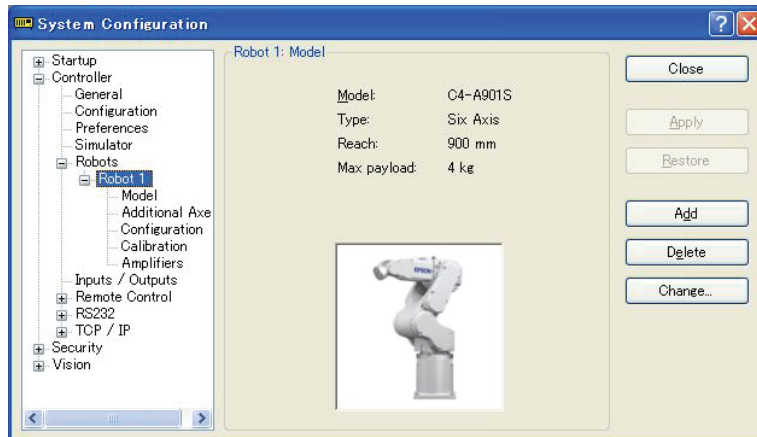 System Configuration
Startup
Controller
General
Configuration
Preferences
Simulator
Robots
Robot 1
Model
Additional Axe
Configuration
Calibration
Amplifiers
Inputs / Outputs
Remote Control
RS232
TCP / IP
Security
Vision
Robot 1: Model
Model: C4-A901S
Type: Six Axis
Reach: 900 mm
Max payload: 4 kg
EPSON
Close
Apply
Restore
Add
Delete
Change...